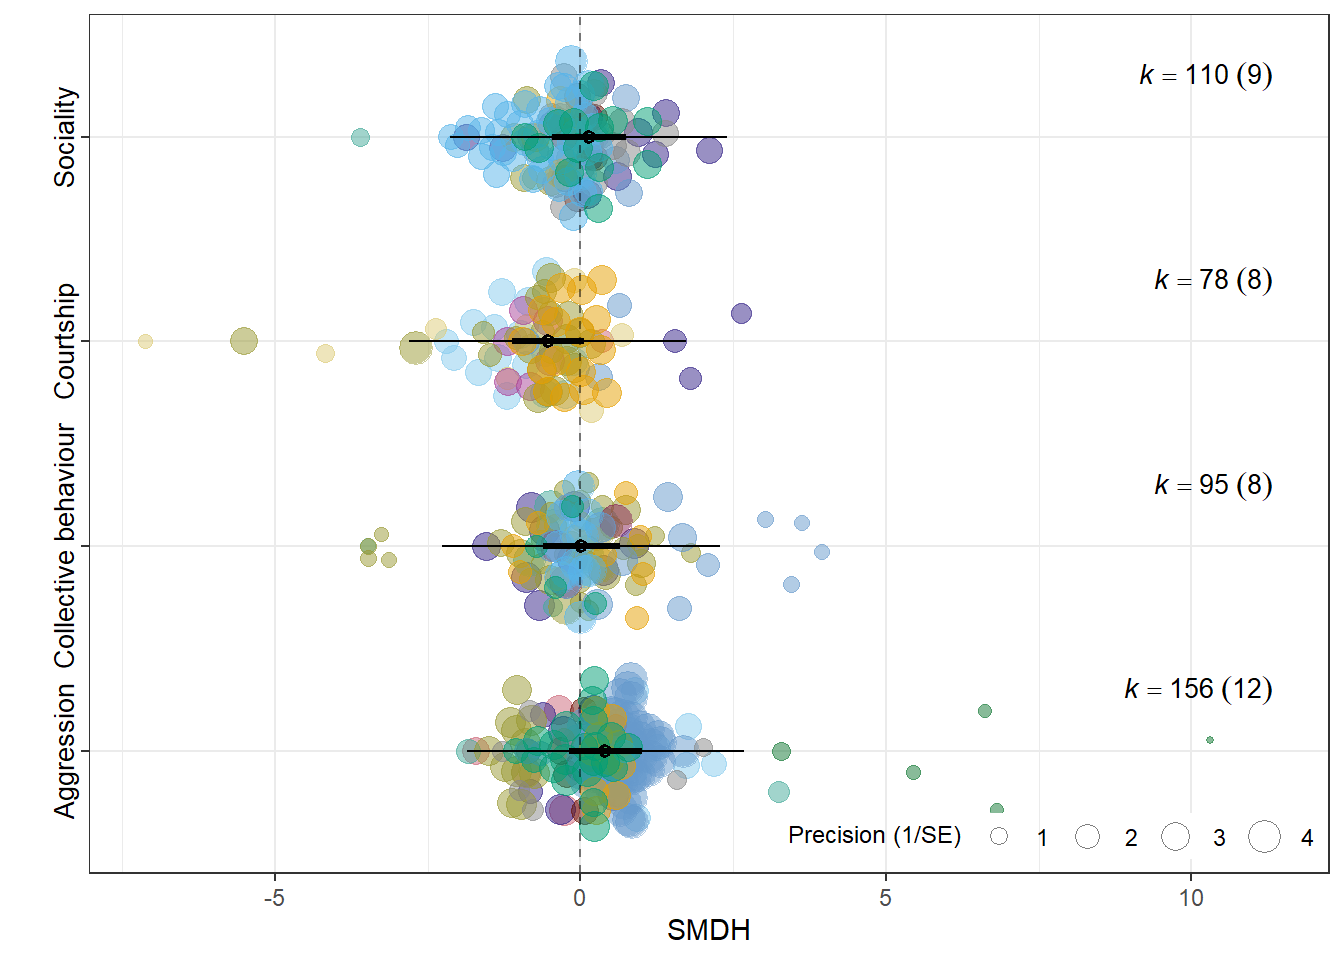 Sociality
k = 110 (9)
Courtship
k = 78 (8)
Collective behaviour
k = 95 (8)
Aggression
k = 156 (12)
Precision (1/SE) 1 2 3 4
-5 0 5 10
SMDH